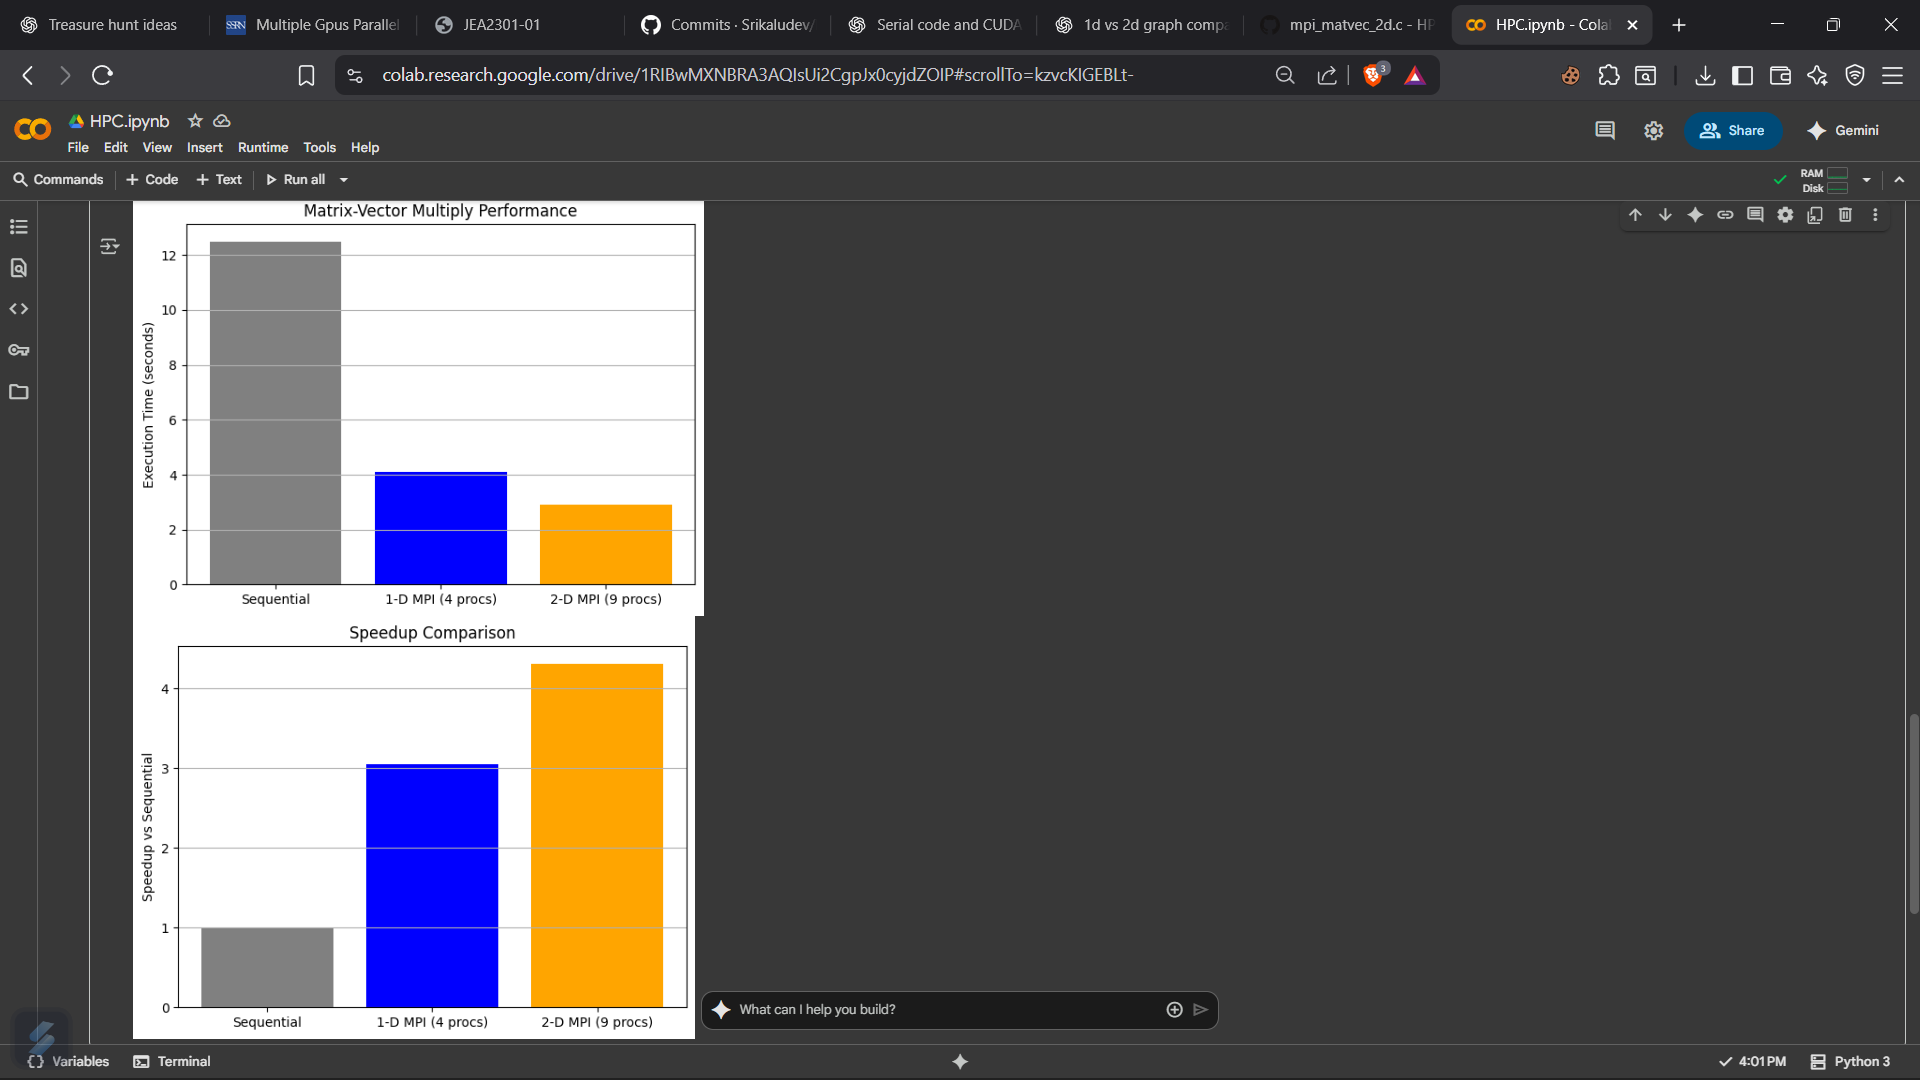 Treasure hunt ideas
SSRN Multiple Gpus Parallel
JEA2301-01
Commits · Srikaludev/
Serial code and CUDA
1d vs 2d graph compa
mpi_matvec_2d.c - HP
HPC.ipynb - Colab
colab.research.google.com/drive/1RIBwMXNBRA3AQIsUi2CgpJx0cyjdZOIP#scrollTo=kzvcKIGEBLt-
3
HPC.ipynb
File Edit View Insert Runtime Tools Help
Share
Gemini
Commands + Code + Text Run all
RAM
Disk
Matrix-Vector Multiply Performance
12
10
8
6
4
2
0
Execution Time (seconds)
Sequential 1-D MPI (4 procs) 2-D MPI (9 procs)
Speedup Comparison
4
3
2
1
0
Speedup vs Sequential
Sequential 1-D MPI (4 procs) 2-D MPI (9 procs)
What can I help you build?
Variables Terminal
4:01 PM Python 3